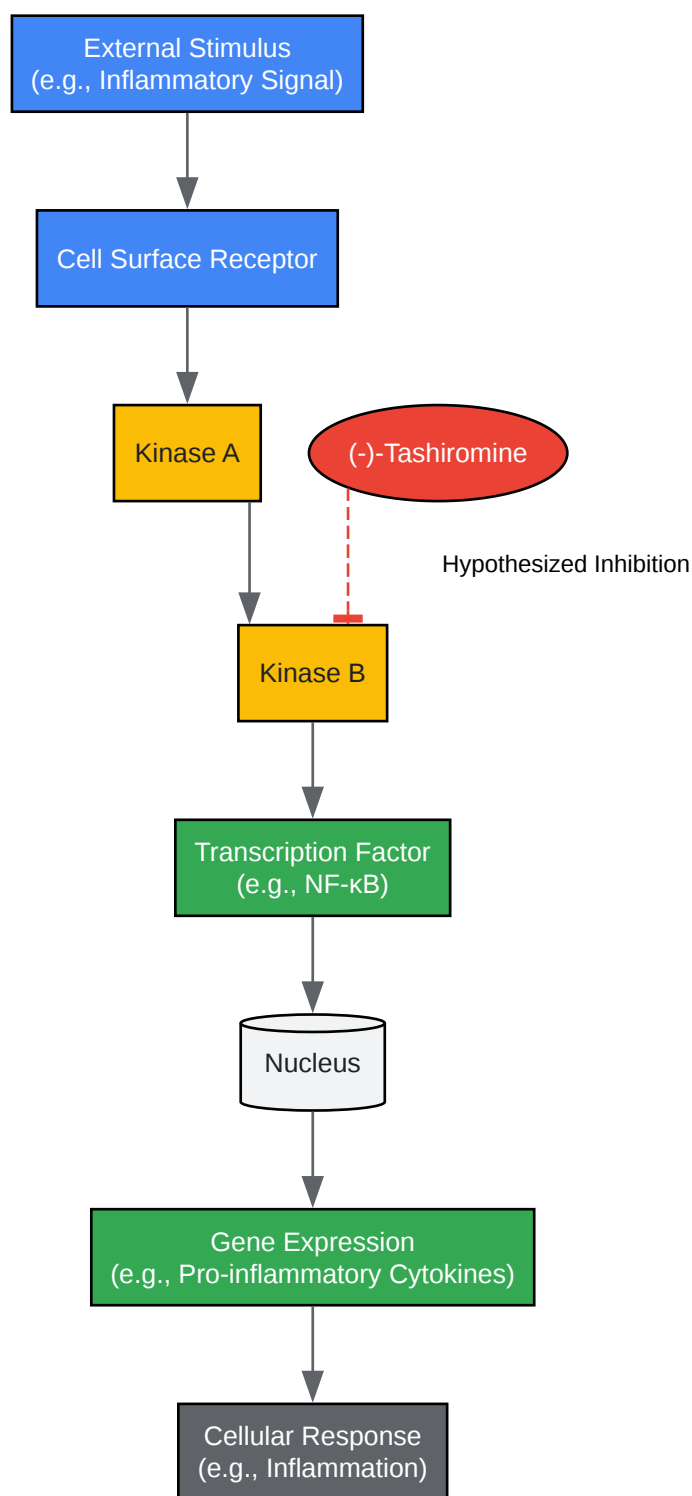 External Stimulus
(e.g., Inflammatory Signal)
Cell Surface Receptor
Kinase A
(-)-Tashiromine
Hypothesized Inhibition
Kinase B
Transcription Factor
(e.g., NF-κB)
Nucleus
Gene Expression
(e.g., Pro-inflammatory Cytokines)
Cellular Response
(e.g., Inflammation)